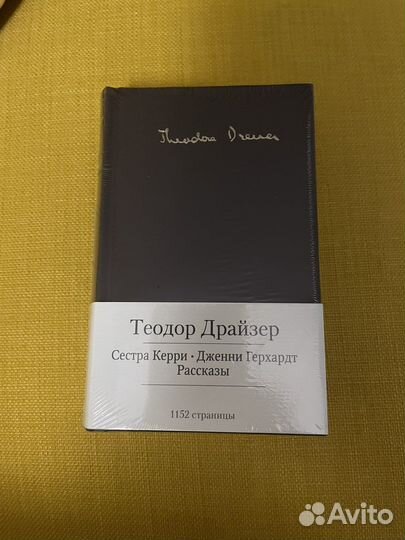 Theodore Dreiser
Теодор Драйзер
Сестра Керри • Дженни Герхардт
Рассказы
1152 страницы
Avito